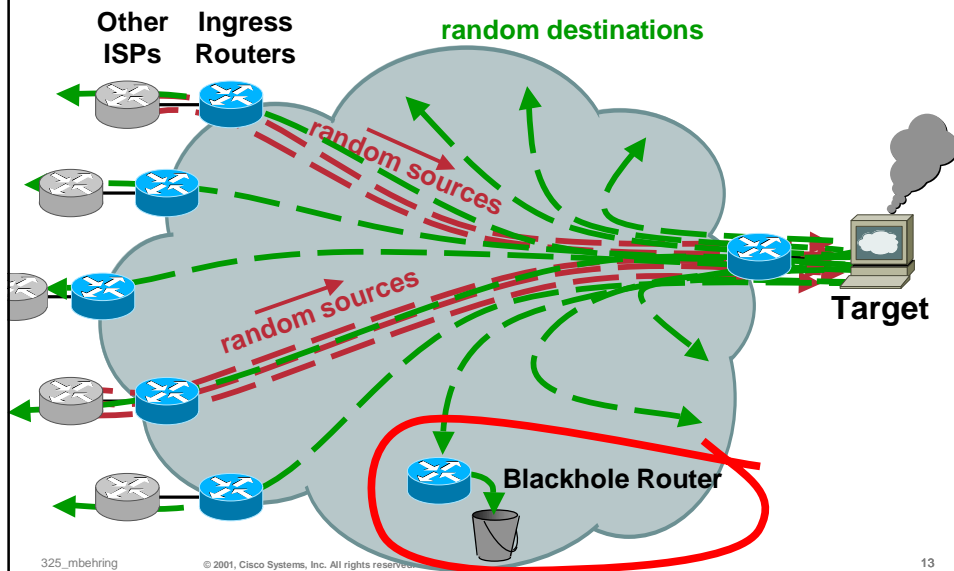 Other
ISPs
Ingress
Routers
random destinations
random sources
random sources
Target
Blackhole Router
325_mbehring
© 2001, Cisco Systems, Inc. All rights reserved.
13